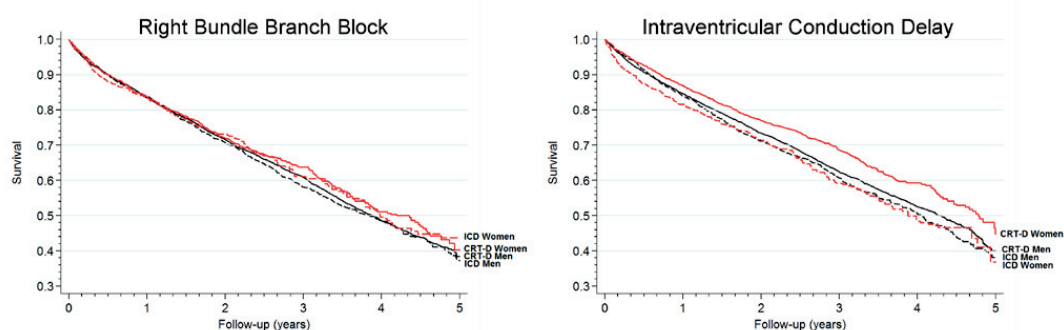 Right Bundle Branch Block
1.0
0.9
0.8
0.7
0.6
0.5
0.4
0.3
Survival
ICD Women
CRT-D Women
CRT-D Men
ICD Men
0 1 2 3 4 5
Follow-up (years)
Intraventricular Conduction Delay
1.0
0.9
0.8
0.7
0.6
0.5
0.4
0.3
Survival
CRT-D Women
CRT-D Men
ICD Men
ICD Women
0 1 2 3 4 5
Follow-up (years)